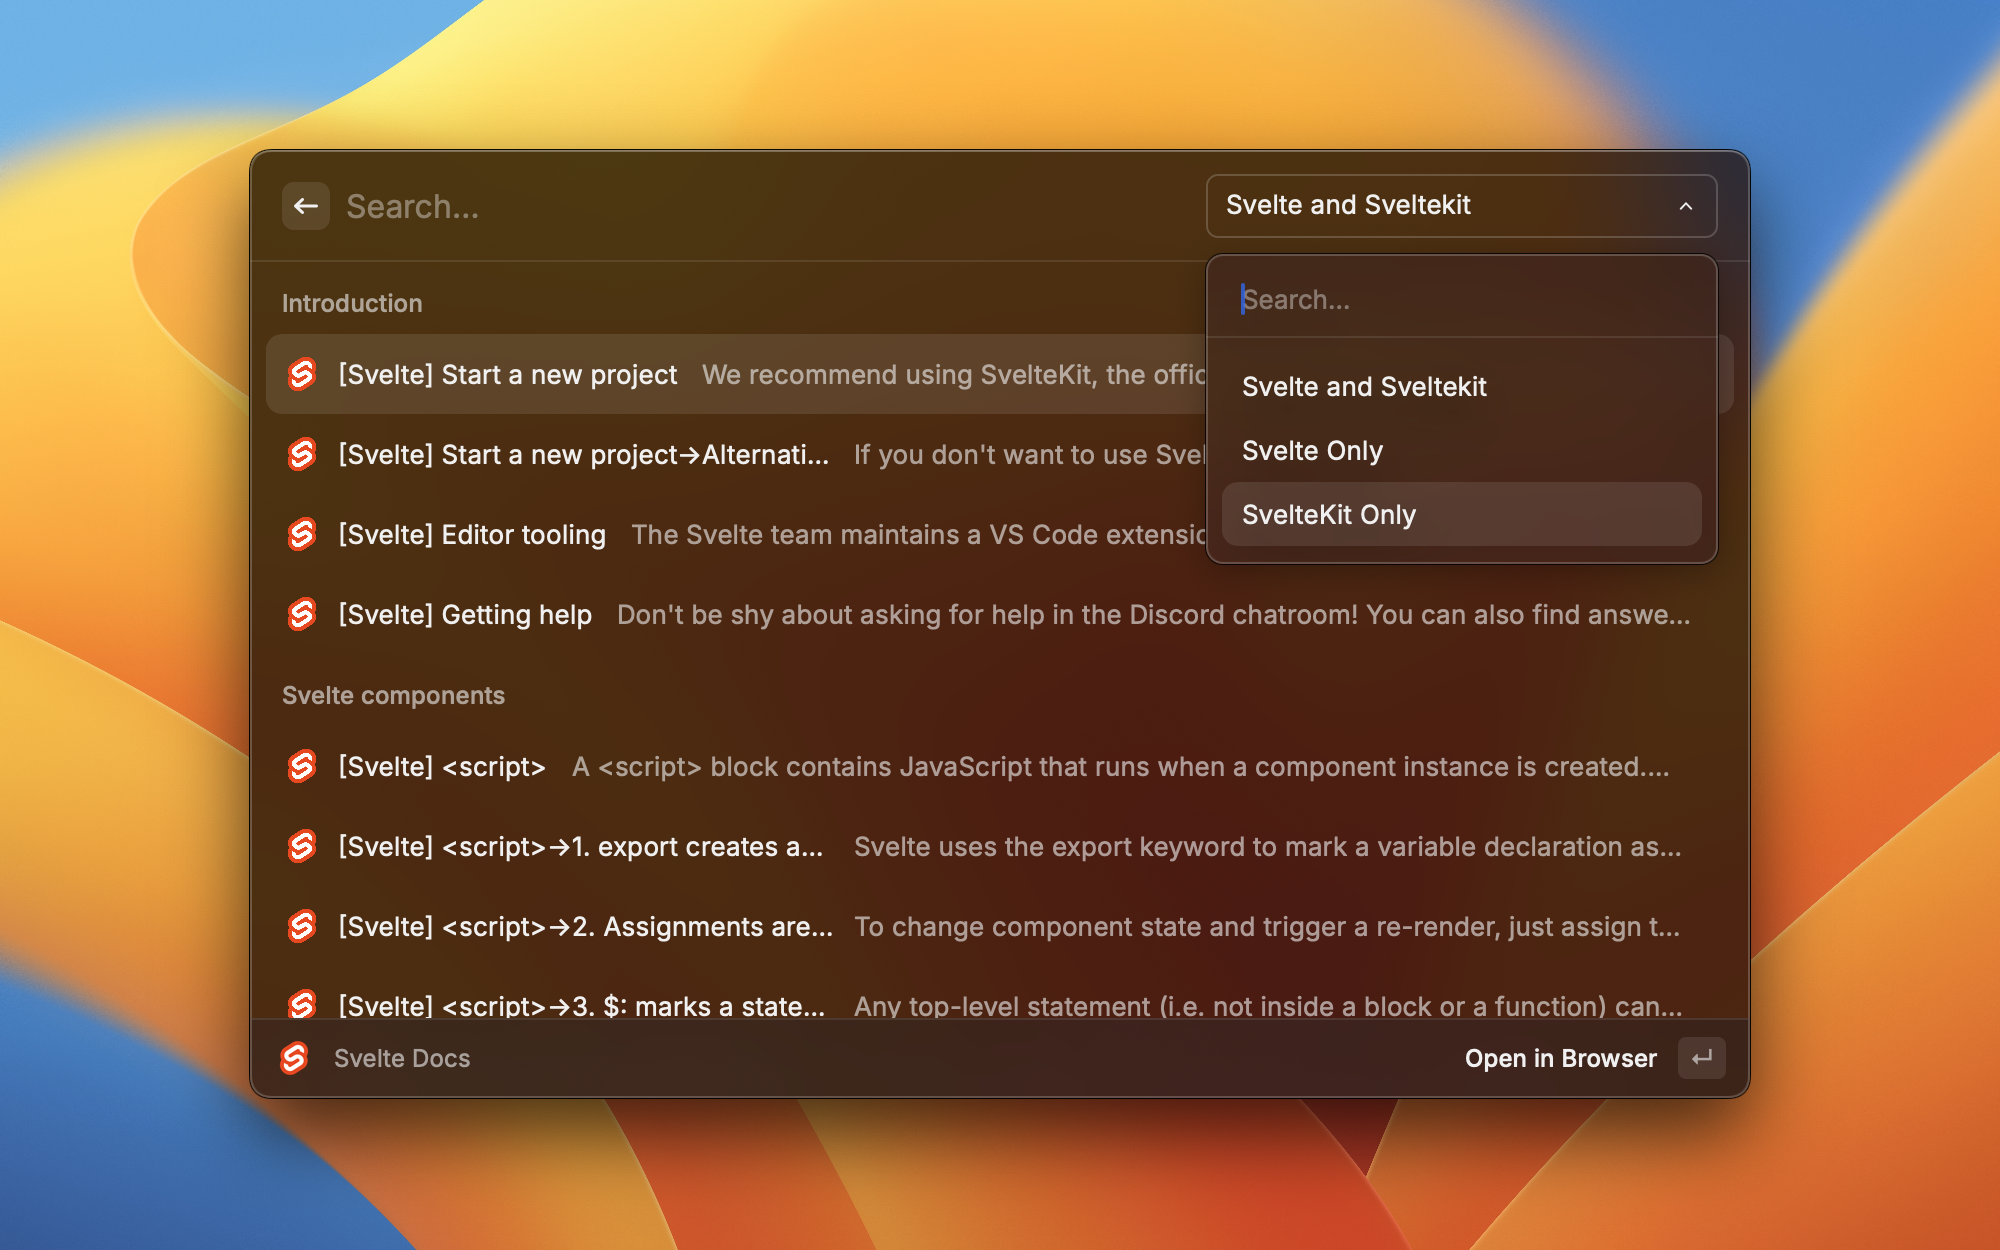 Search...
Svelte and Sveltekit
Search...
Svelte and Sveltekit
Svelte Only
SvelteKit Only
Introduction
[Svelte] Start a new project We recommend using SvelteKit, the offic
[Svelte] Start a new project→Alternati... If you don't want to use Svel
[Svelte] Editor tooling The Svelte team maintains a VS Code extensio
[Svelte] Getting help Don't be shy about asking for help in the Discord chatroom! You can also find answe...
Svelte components
[Svelte] <script> A <script> block contains JavaScript that runs when a component instance is created....
[Svelte] <script>→1. export creates a... Svelte uses the export keyword to mark a variable declaration as...
[Svelte] <script>→2. Assignments are... To change component state and trigger a re-render, just assign t...
[Svelte] <script>→3. $: marks a state... Any top-level statement (i.e. not inside a block or a function) can...
Svelte Docs
Open in Browser